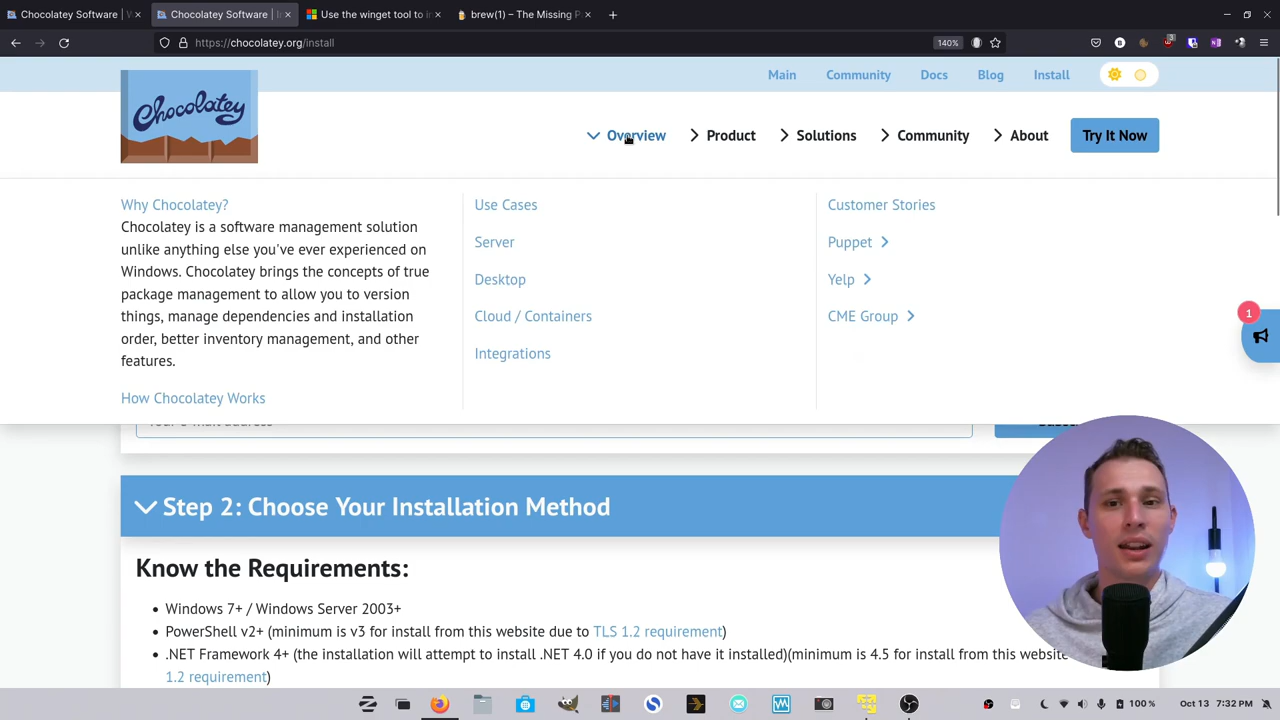 Chocolatey Software | W
Chocolatey Software | I
Use the winget tool to in
brew(1) – The Missing P
https://chocolatey.org/install
140%
Main
Community
Docs
Blog
Install
Chocolatey
Overview
Product
Solutions
Community
About
Try It Now
Why Chocolatey?
Chocolatey is a software management solution
unlike anything else you've ever experienced on
Windows. Chocolatey brings the concepts of true
package management to allow you to version
things, manage dependencies and installation
order, better inventory management, and other
features.
How Chocolatey Works
Use Cases
Server
Desktop
Cloud / Containers
Integrations
Customer Stories
Puppet
Yelp
CME Group
1
Step 2: Choose Your Installation Method
Know the Requirements:
• Windows 7+ / Windows Server 2003+
• PowerShell v2+ (minimum is v3 for install from this website due to TLS 1.2 requirement)
• .NET Framework 4+ (the installation will attempt to install .NET 4.0 if you do not have it installed)(minimum is 4.5 for install from this website
1.2 requirement)
100 %
Oct 13
7:32 PM